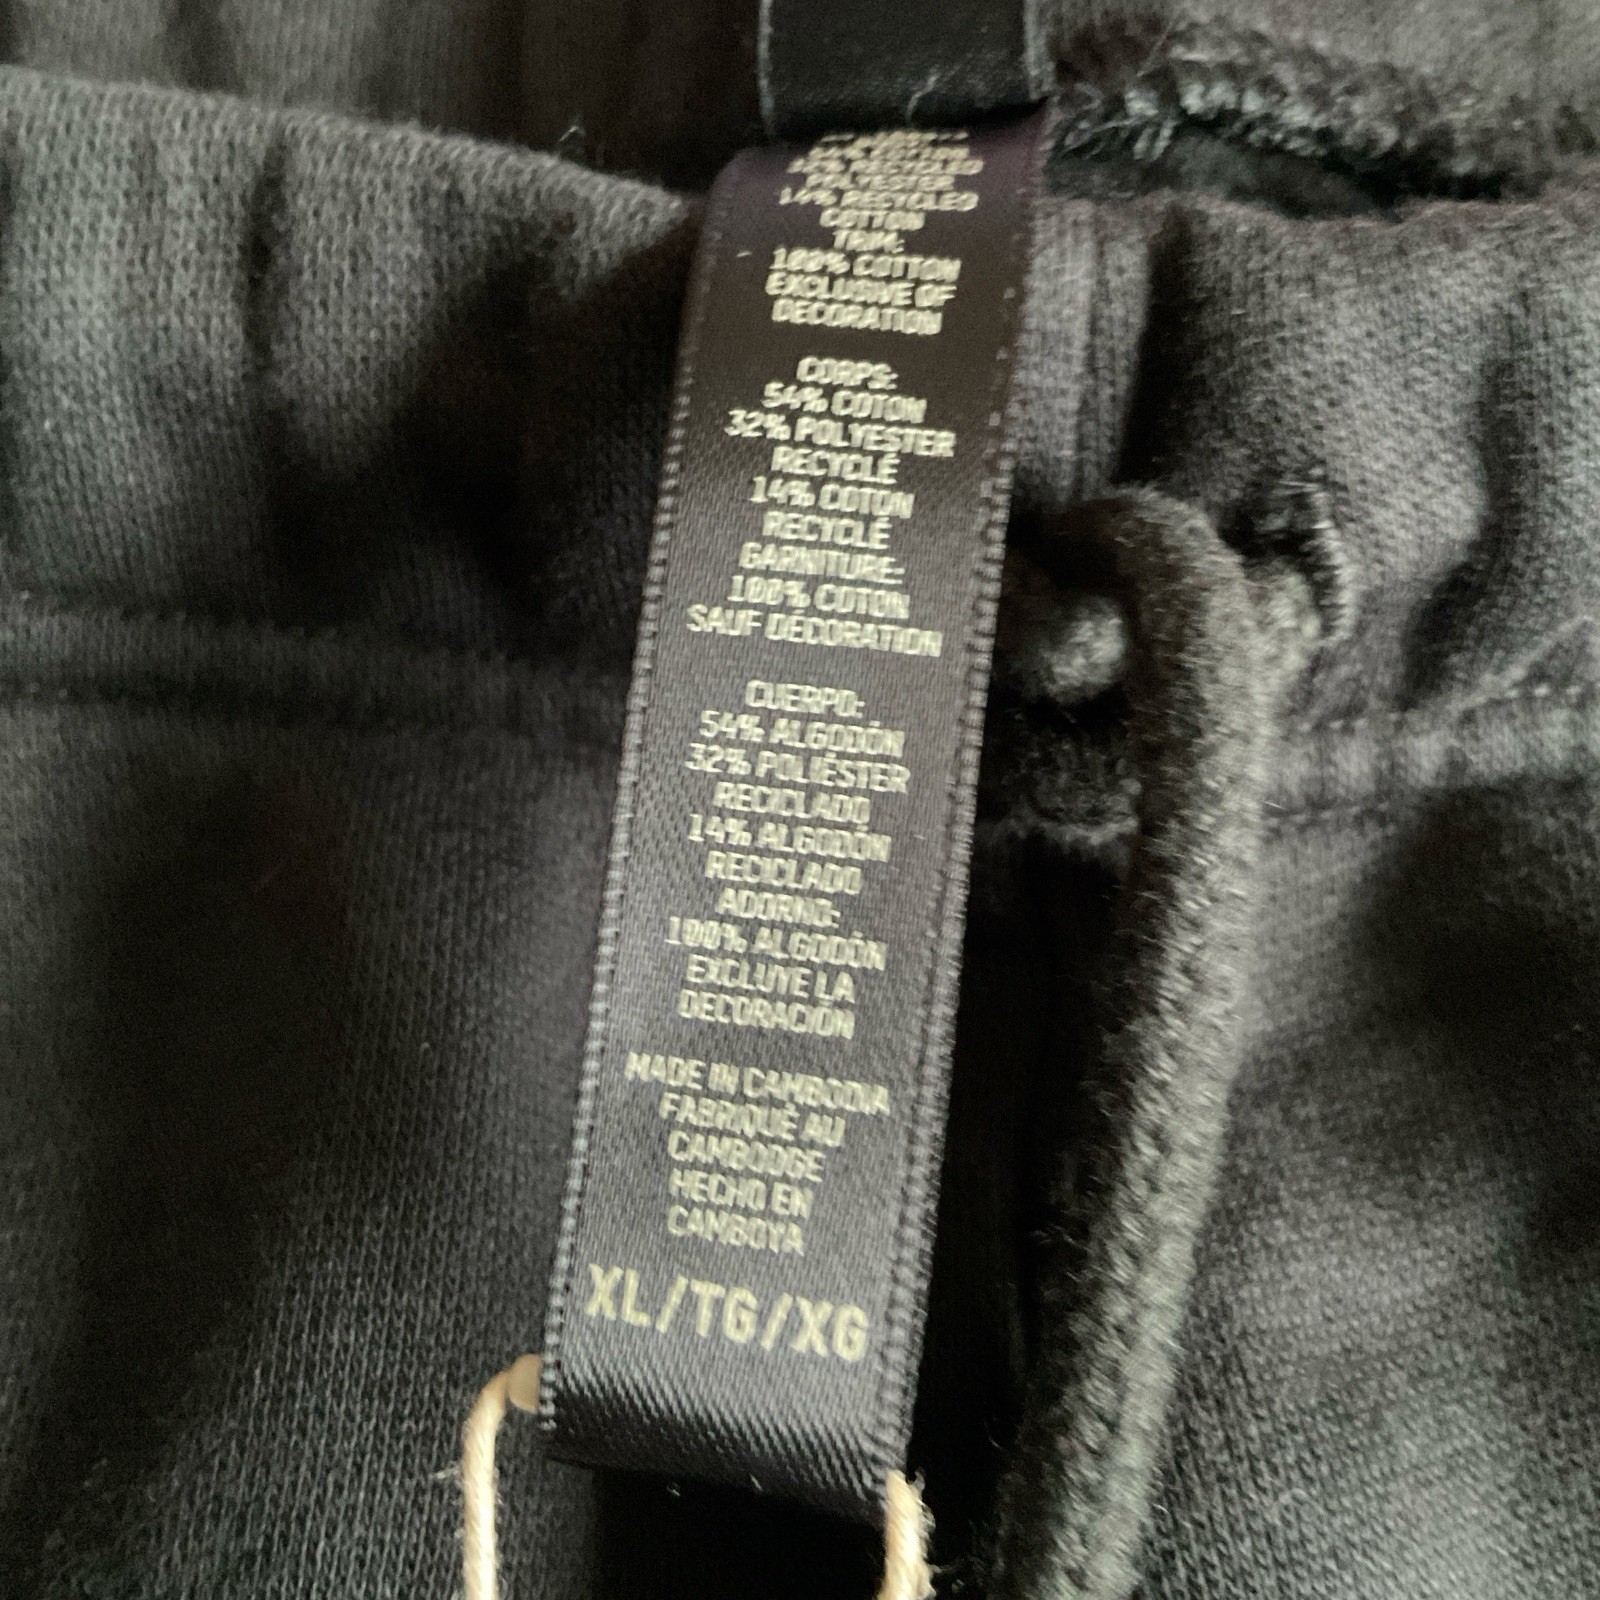 POLYESTER
14% RECYCLED
COTTON
TRIM:
100% COTTON
EXCLUSIVE OF
DECORATION
CORPS:
54% COTON
32% POLYESTER
RECYCLÉ
14% COTON
RECYCLÉ
GARNITURE:
100% COTON
SAUF DÉCORATION
CUERPO:
54% ALGODÓN
32% POLIÉSTER
RECICLADO
14% ALGODÓN
RECICLADO
ADORNO:
100% ALGODÓN
EXCLUYE LA
DECORACIÓN
MADE IN CAMBODIA
FABRIQUÉ AU
CAMBODGE
HECHO EN
CAMBOYA
XL/TG/XG